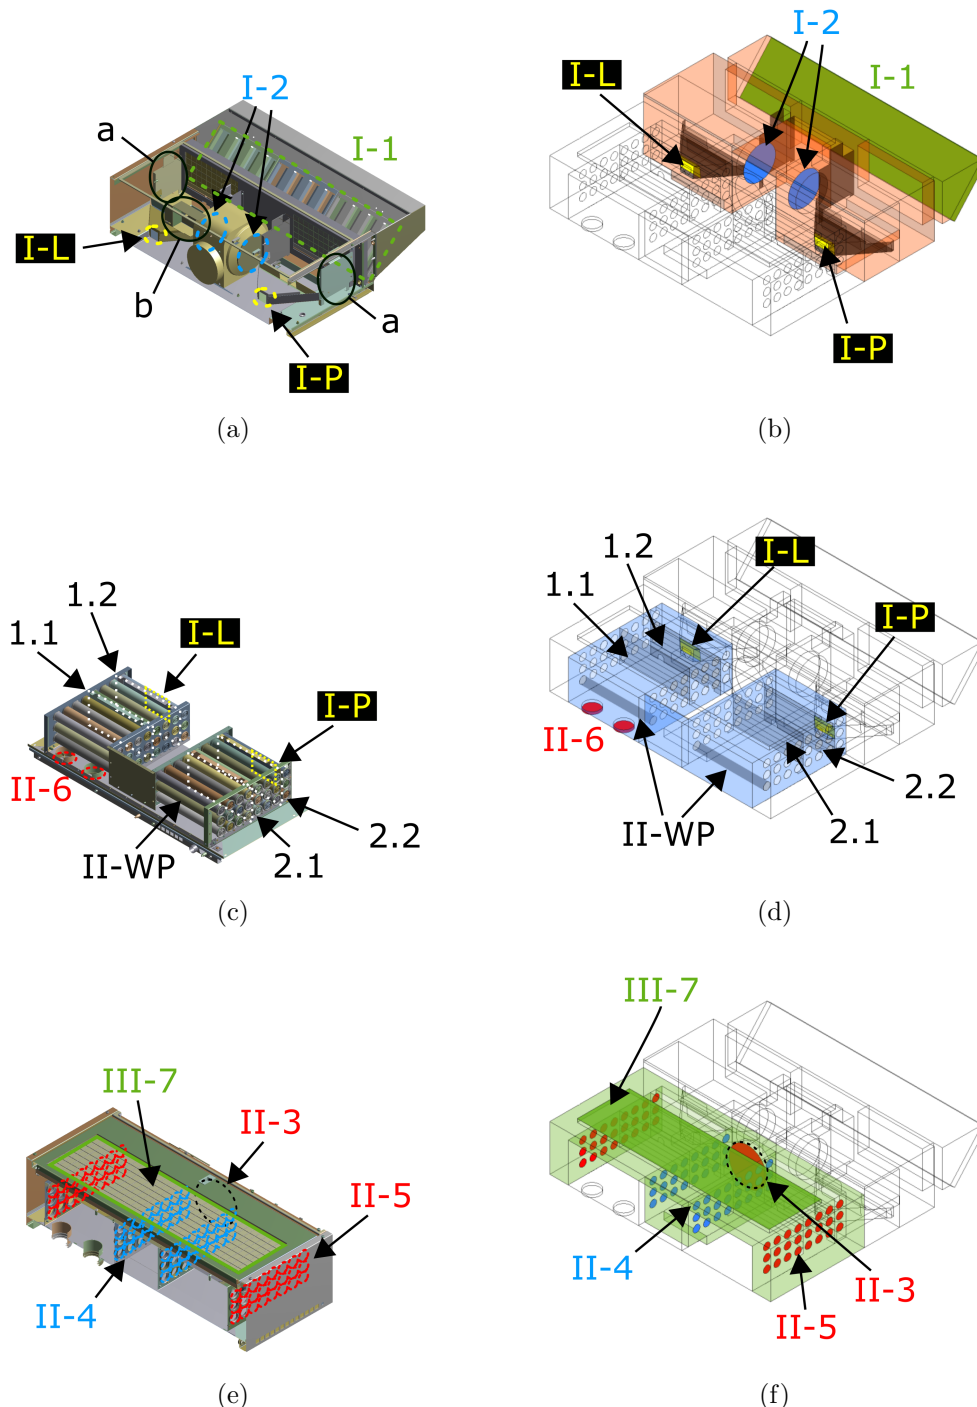 I-2
a
I-1
I-L
b
a
I-P
(a)
I-2
I-L
I-1
I-P
(b)
1.2
1.1
I-L
I-P
II-6
II-WP
2.1
2.2
(c)
1.2
I-L
1.1
I-P
II-6
2.2
II-WP
2.1
(d)
III-7
II-3
II-5
II-4
(e)
III-7
II-4
II-3
II-5
(f)